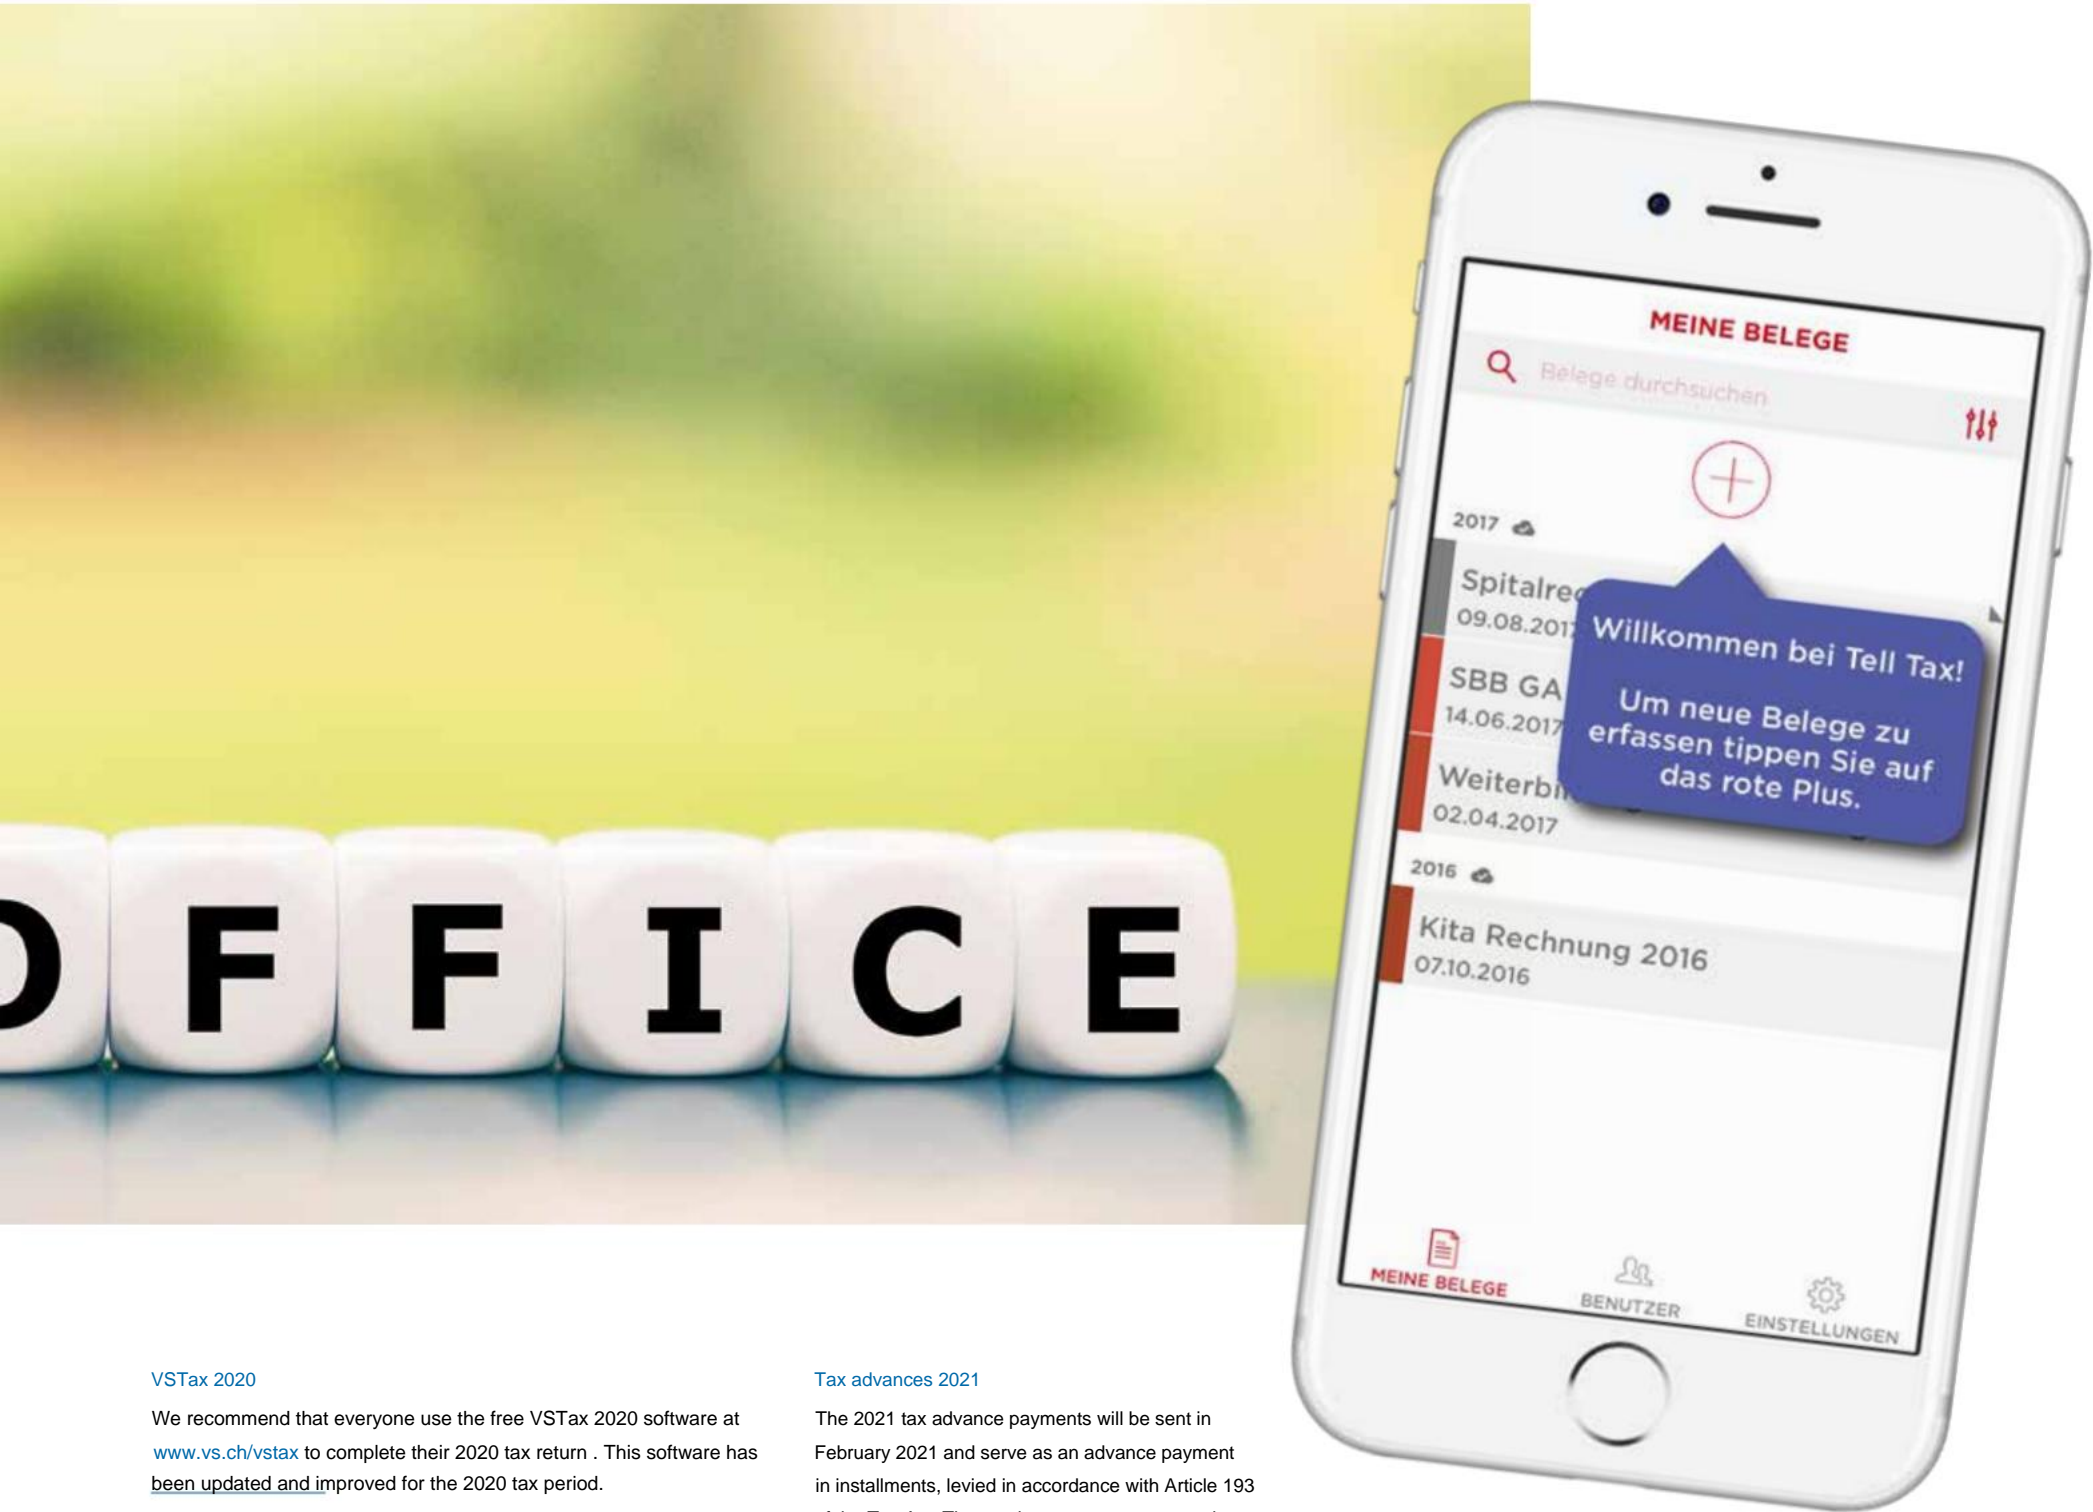 O F F I C E
MEINE BELEGE
Belege durchsuchen
2017
09.08.2017
SBB GA
14.06.2017
02.04.2017
Willkommen bei Tell Tax!
Um neue Belege zu
erfassen tippen Sie auf
das rote Plus.
2016
Kita Rechnung 2016
07.10.2016
MEINE BELEGE
BENUTZER
EINSTELLUNGEN
VSTax 2020
We recommend that everyone use the free VSTax 2020 software at
www.vs.ch/vstax to complete their 2020 tax return . This software has
been updated and improved for the 2020 tax period.
Tax advances 2021
The 2021 tax advance payments will be sent in
February 2021 and serve as an advance payment
in installments, levied in accordance with Article 193